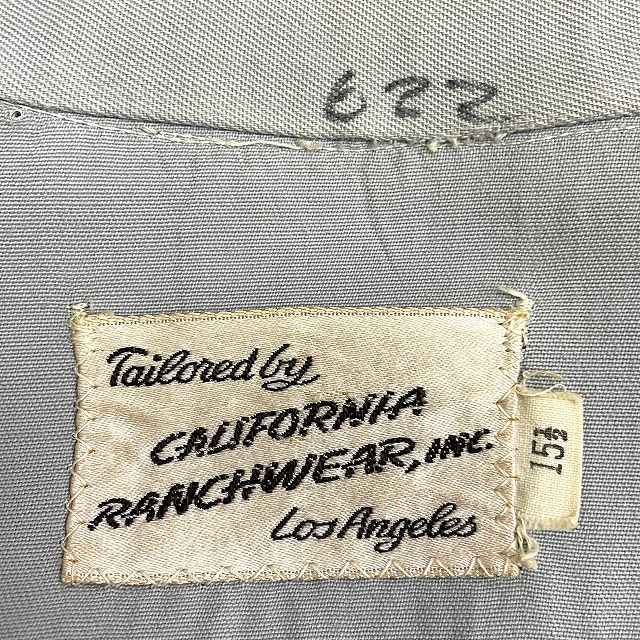 622
Tailored by
CALIFORNIA
RANCHWEAR, INC.
Los Angeles
15½